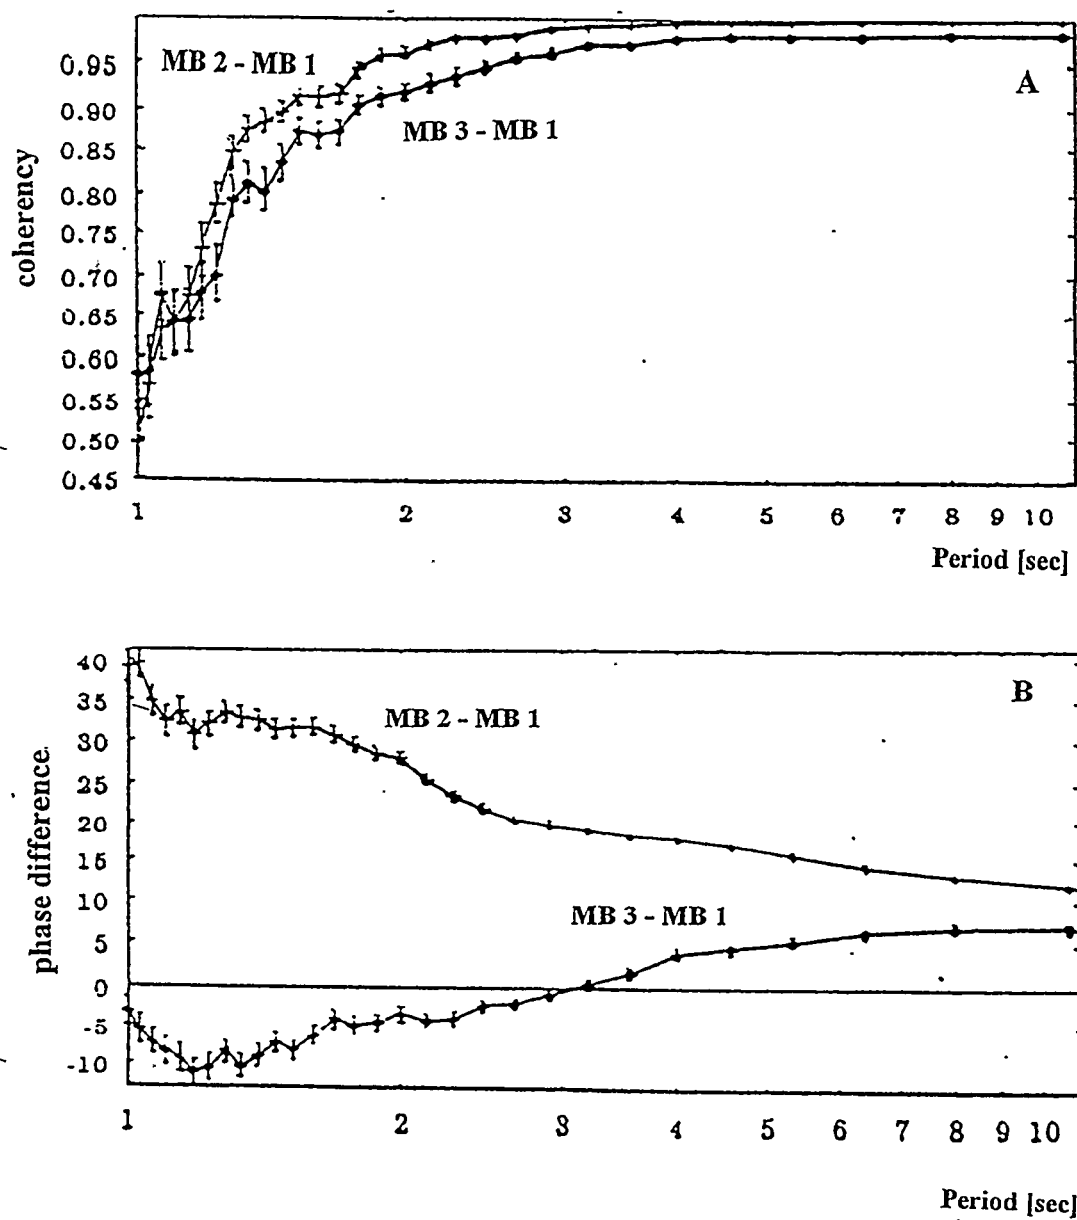 A
MB 2 - MB 1
MB 3 - MB 1
coherency
0.95
0.90
0.85
0.80
0.75
0.70
0.65
0.60
0.55
0.50
0.45
1 2 3 4 5 6 7 8 9 10
Period [sec]
B
MB 2 - MB 1
MB 3 - MB 1
phase difference
40
35
30
25
20
15
10
5
0
-5
-10
1 2 3 4 5 6 7 8 9 10
Period [sec]